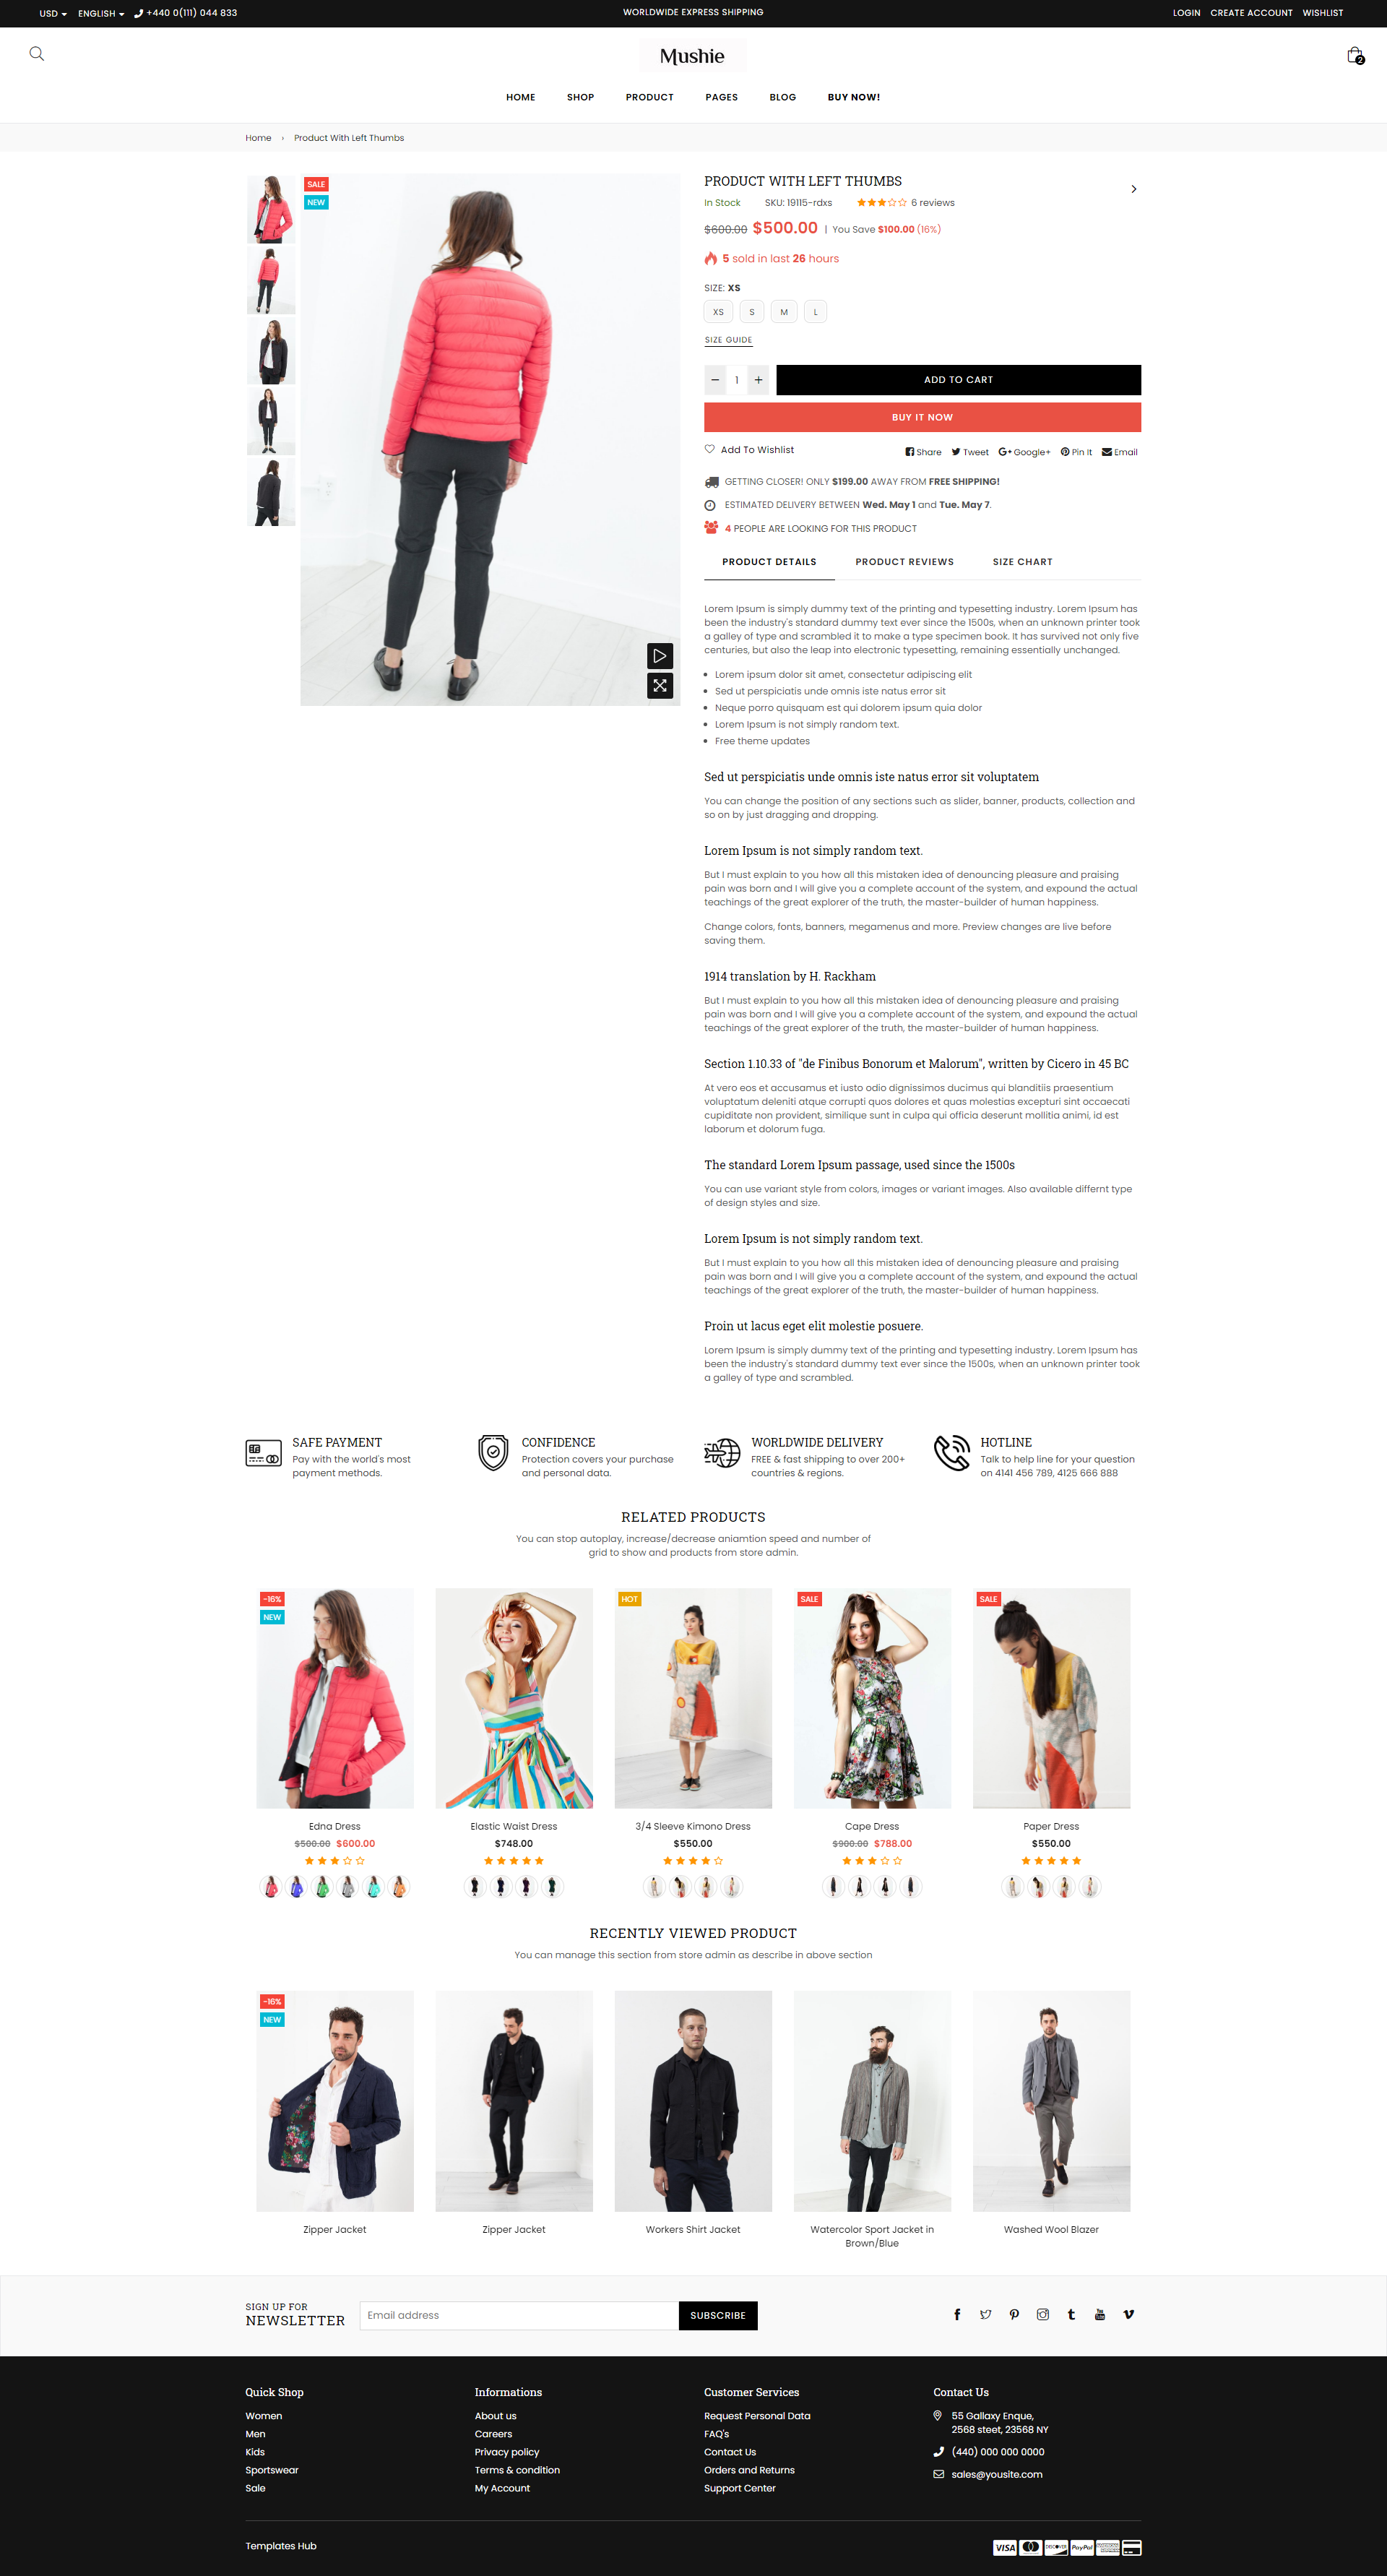 USD ENGLISH +440 0(111) 044 833
WORLDWIDE EXPRESS SHIPPING
LOGIN CREATE ACCOUNT WISHLIST
Mushie
2
HOME SHOP PRODUCT PAGES BLOG BUY NOW!
Home › Product With Left Thumbs
SALE
NEW
PRODUCT WITH LEFT THUMBS
In Stock SKU: 19115-rdxs 6 reviews
$600.00 $500.00 | You Save $100.00 (16%)
5 sold in last 26 hours
SIZE: XS
XS S M L
SIZE GUIDE
1
ADD TO CART
BUY IT NOW
Add To Wishlist
Share Tweet Google+ Pin It Email
GETTING CLOSER! ONLY $199.00 AWAY FROM FREE SHIPPING!
ESTIMATED DELIVERY BETWEEN Wed. May 1 and Tue. May 7.
4 PEOPLE ARE LOOKING FOR THIS PRODUCT
PRODUCT DETAILS PRODUCT REVIEWS SIZE CHART
Lorem Ipsum is simply dummy text of the printing and typesetting industry. Lorem Ipsum has
been the industry's standard dummy text ever since the 1500s, when an unknown printer took
a galley of type and scrambled it to make a type specimen book. It has survived not only five
centuries, but also the leap into electronic typesetting, remaining essentially unchanged.
Lorem ipsum dolor sit amet, consectetur adipiscing elit
Sed ut perspiciatis unde omnis iste natus error sit
Neque porro quisquam est qui dolorem ipsum quia dolor
Lorem Ipsum is not simply random text.
Free theme updates
Sed ut perspiciatis unde omnis iste natus error sit voluptatem
You can change the position of any sections such as slider, banner, products, collection and
so on by just dragging and dropping.
Lorem Ipsum is not simply random text.
But I must explain to you how all this mistaken idea of denouncing pleasure and praising
pain was born and I will give you a complete account of the system, and expound the actual
teachings of the great explorer of the truth, the master-builder of human happiness.
Change colors, fonts, banners, megamenus and more. Preview changes are live before
saving them.
1914 translation by H. Rackham
But I must explain to you how all this mistaken idea of denouncing pleasure and praising
pain was born and I will give you a complete account of the system, and expound the actual
teachings of the great explorer of the truth, the master-builder of human happiness.
Section 1.10.33 of "de Finibus Bonorum et Malorum", written by Cicero in 45 BC
At vero eos et accusamus et iusto odio dignissimos ducimus qui blanditiis praesentium
voluptatum deleniti atque corrupti quos dolores et quas molestias excepturi sint occaecati
cupiditate non provident, similique sunt in culpa qui officia deserunt mollitia animi, id est
laborum et dolorum fuga.
The standard Lorem Ipsum passage, used since the 1500s
You can use variant style from colors, images or variant images. Also available differnt type
of design styles and size.
Lorem Ipsum is not simply random text.
But I must explain to you how all this mistaken idea of denouncing pleasure and praising
pain was born and I will give you a complete account of the system, and expound the actual
teachings of the great explorer of the truth, the master-builder of human happiness.
Proin ut lacus eget elit molestie posuere.
Lorem Ipsum is simply dummy text of the printing and typesetting industry. Lorem Ipsum has
been the industry's standard dummy text ever since the 1500s, when an unknown printer took
a galley of type and scrambled.
SAFE PAYMENT
Pay with the world's most
payment methods.
CONFIDENCE
Protection covers your purchase
and personal data.
WORLDWIDE DELIVERY
FREE & fast shipping to over 200+
countries & regions.
HOTLINE
Talk to help line for your question
on 4141 456 789, 4125 666 888
RELATED PRODUCTS
You can stop autoplay, increase/decrease aniamtion speed and number of
grid to show and products from store admin.
-16%
NEW
Edna Dress
$500.00 $600.00
Elastic Waist Dress
$748.00
HOT
3/4 Sleeve Kimono Dress
$550.00
SALE
Cape Dress
$900.00 $788.00
SALE
Paper Dress
$550.00
RECENTLY VIEWED PRODUCT
You can manage this section from store admin as describe in above section
-16%
NEW
Zipper Jacket
Zipper Jacket
Workers Shirt Jacket
Watercolor Sport Jacket in
Brown/Blue
Washed Wool Blazer
SIGN UP FOR
NEWSLETTER
Email address
SUBSCRIBE
Quick Shop
Women
Men
Kids
Sportswear
Sale
Informations
About us
Careers
Privacy policy
Terms & condition
My Account
Customer Services
Request Personal Data
FAQ's
Contact Us
Orders and Returns
Support Center
Contact Us
55 Gallaxy Enque,
2568 steet, 23568 NY
(440) 000 000 0000
sales@yousite.com
Templates Hub
VISA DISCOVER PayPal